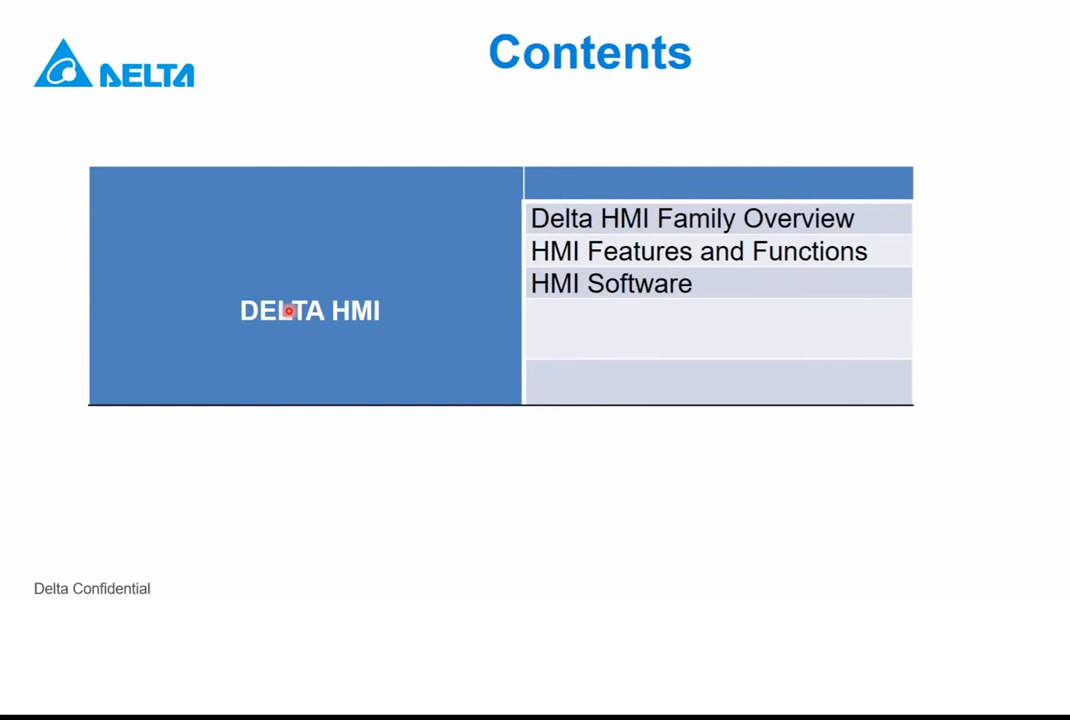 Contents
DELTA
Delta HMI Family Overview
HMI Features and Functions
HMI Software
DELTA HMI
Delta Confidential